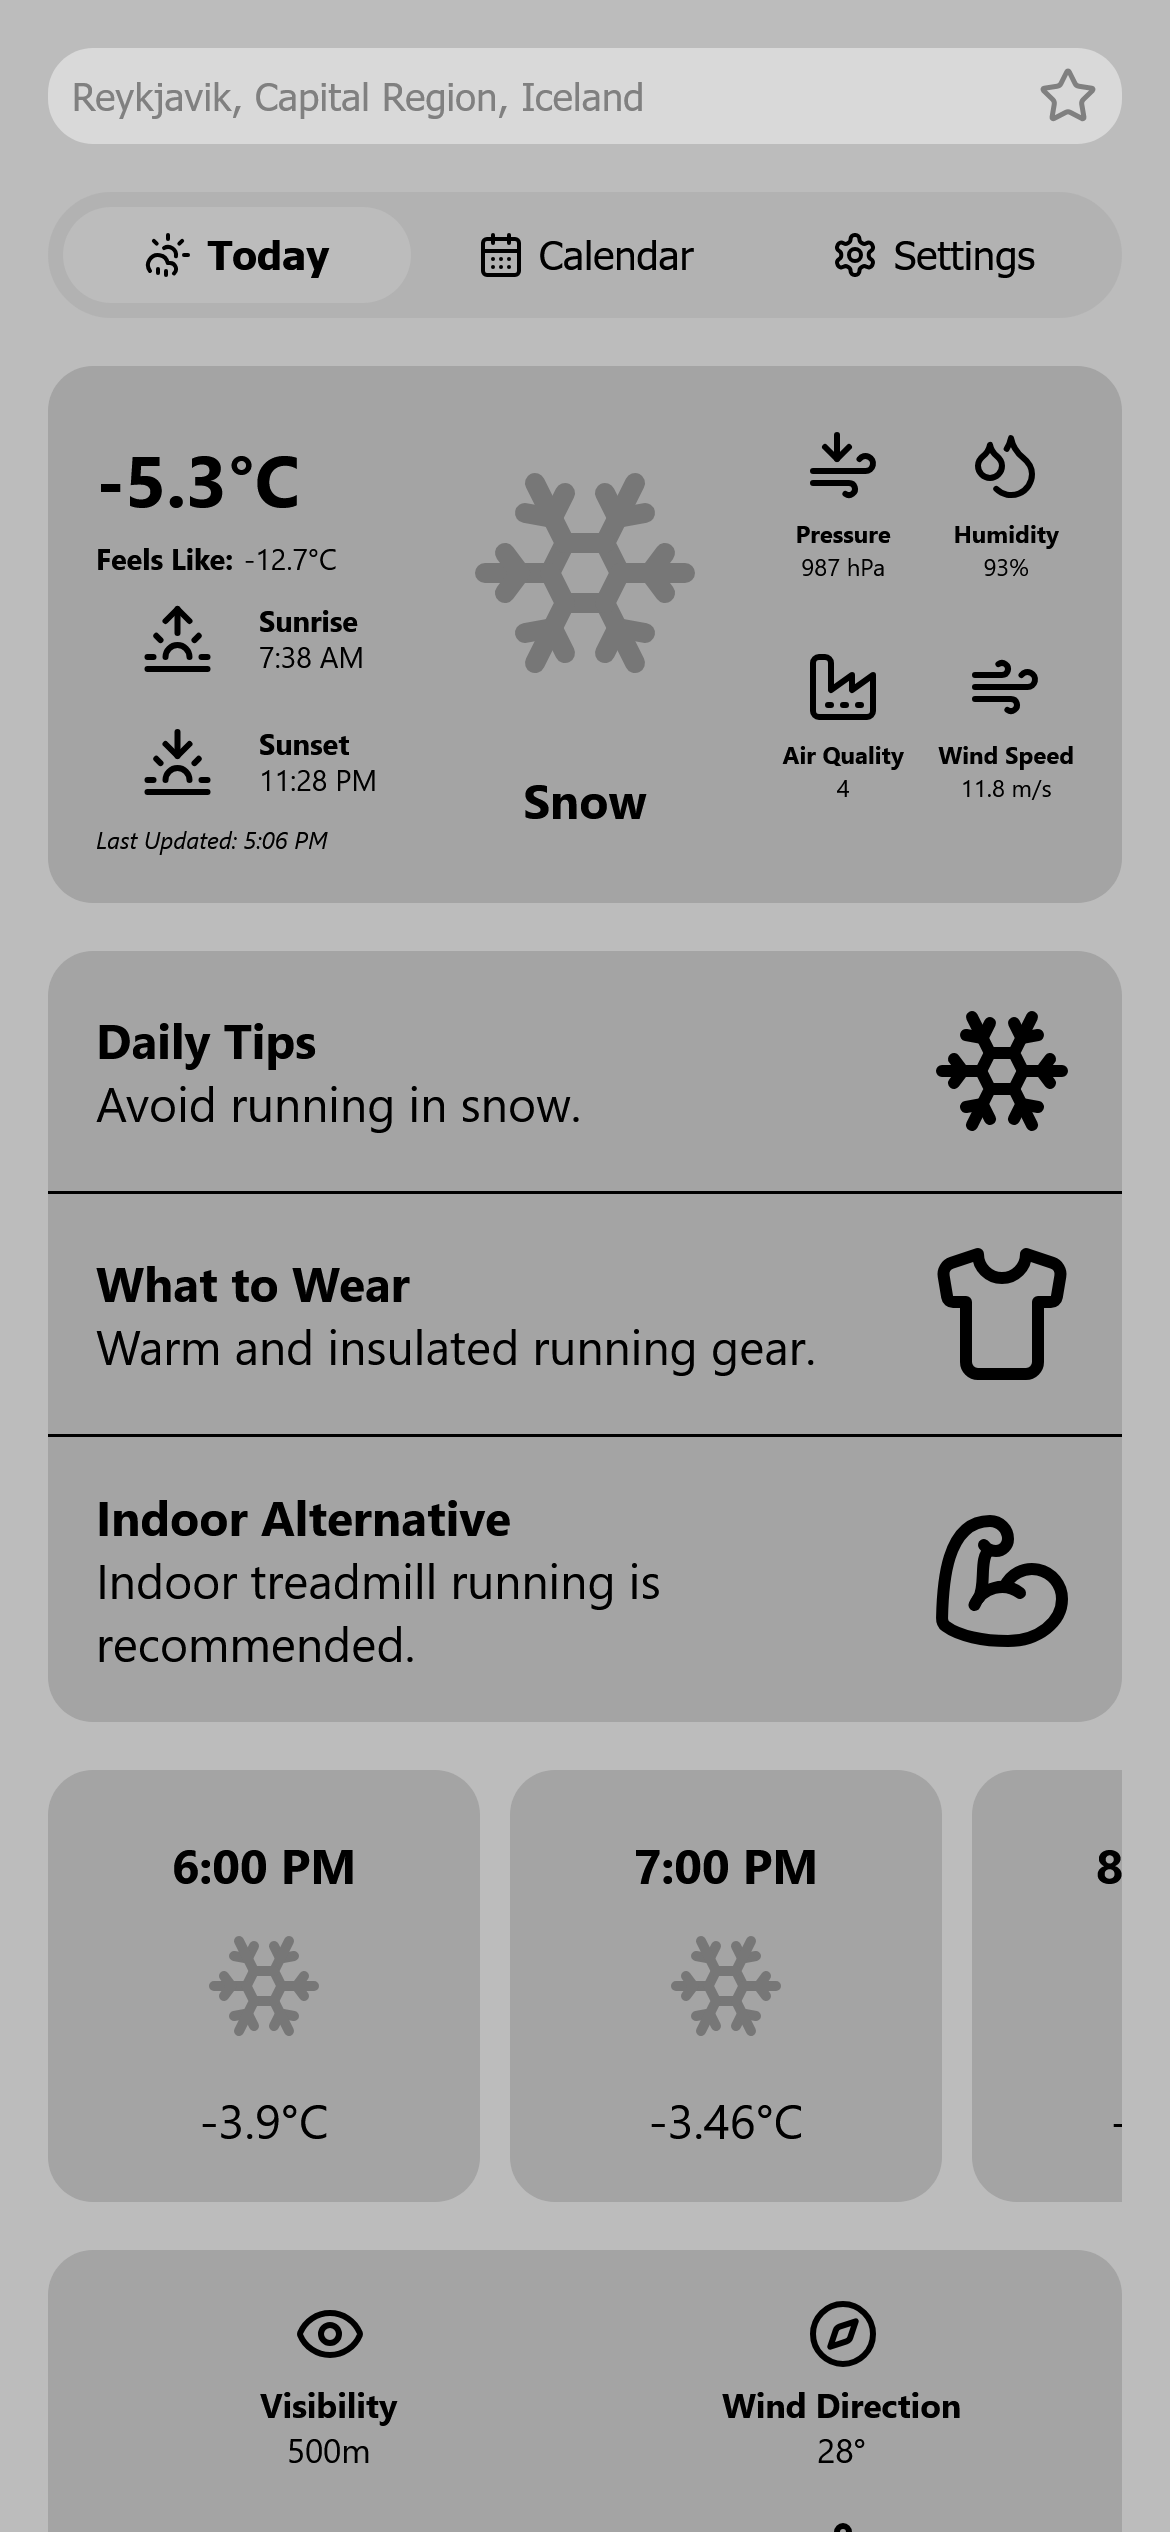 Reykjavik, Capital Region, Iceland
Today
Calendar
Settings
-5.3°C
Feels Like: -12.7°C
Sunrise
7:38 AM
Sunset
11:28 PM
Last Updated: 5:06 PM
Snow
Pressure
987 hPa
Humidity
93%
Air Quality
4
Wind Speed
11.8 m/s
Daily Tips
Avoid running in snow.
What to Wear
Warm and insulated running gear.
Indoor Alternative
Indoor treadmill running is
recommended.
6:00 PM
-3.9°C
7:00 PM
-3.46°C
8
-
Visibility
500m
Wind Direction
28°